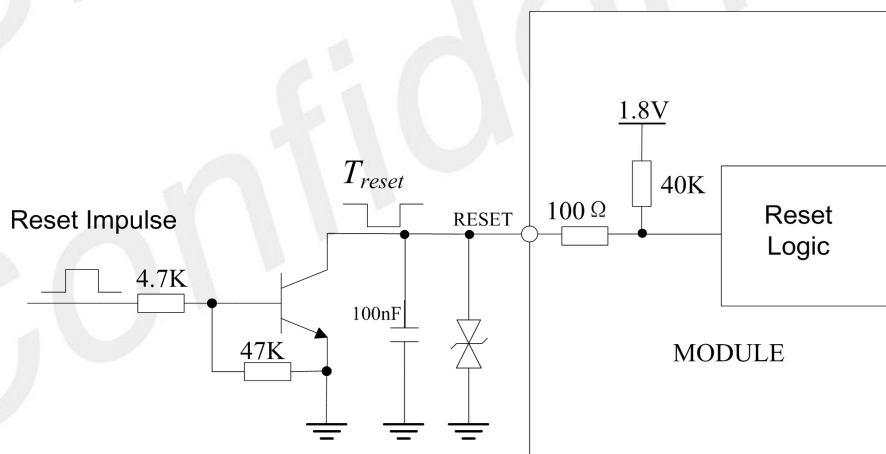 Confidential
1.8V
T_reset
40K
100 Ω
Reset Impulse
RESET
Reset
Logic
4.7K
100nF
47K
MODULE